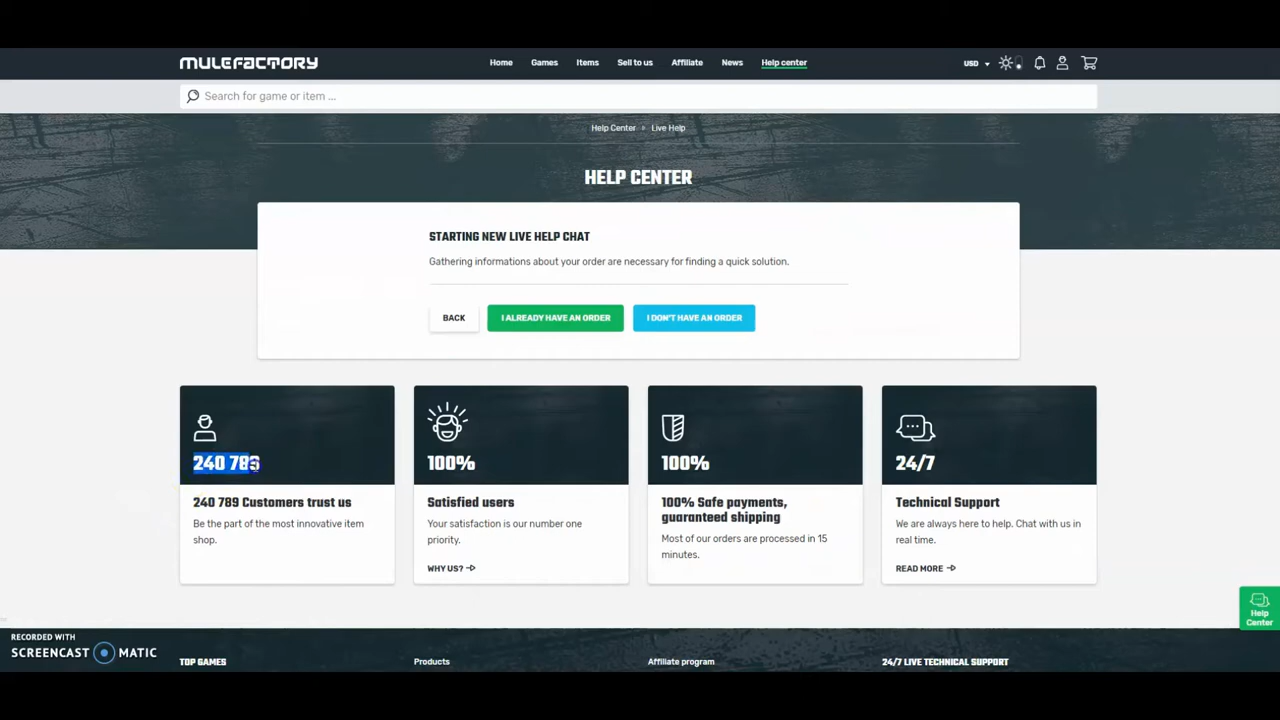 MULEFACTORY
Home Games Items Sell to us Affiliate News Help center
USD
Search for game or item ...
Help Center Live Help
HELP CENTER
STARTING NEW LIVE HELP CHAT
Gathering informations about your order are necessary for finding a quick solution.
BACK
I ALREADY HAVE AN ORDER
I DON'T HAVE AN ORDER
240 789
240 789 Customers trust us
Be the part of the most innovative item
shop.
100%
Satisfied users
Your satisfaction is our number one
priority.
WHY US?
100%
100% Safe payments,
guaranteed shipping
Most of our orders are processed in 15
minutes.
24/7
Technical Support
We are always here to help. Chat with us in
real time.
READ MORE
Help
Center
RECORDED WITH
SCREENCAST MATIC
TOP GAMES
Products
Affiliate program
24/7 LIVE TECHNICAL SUPPORT